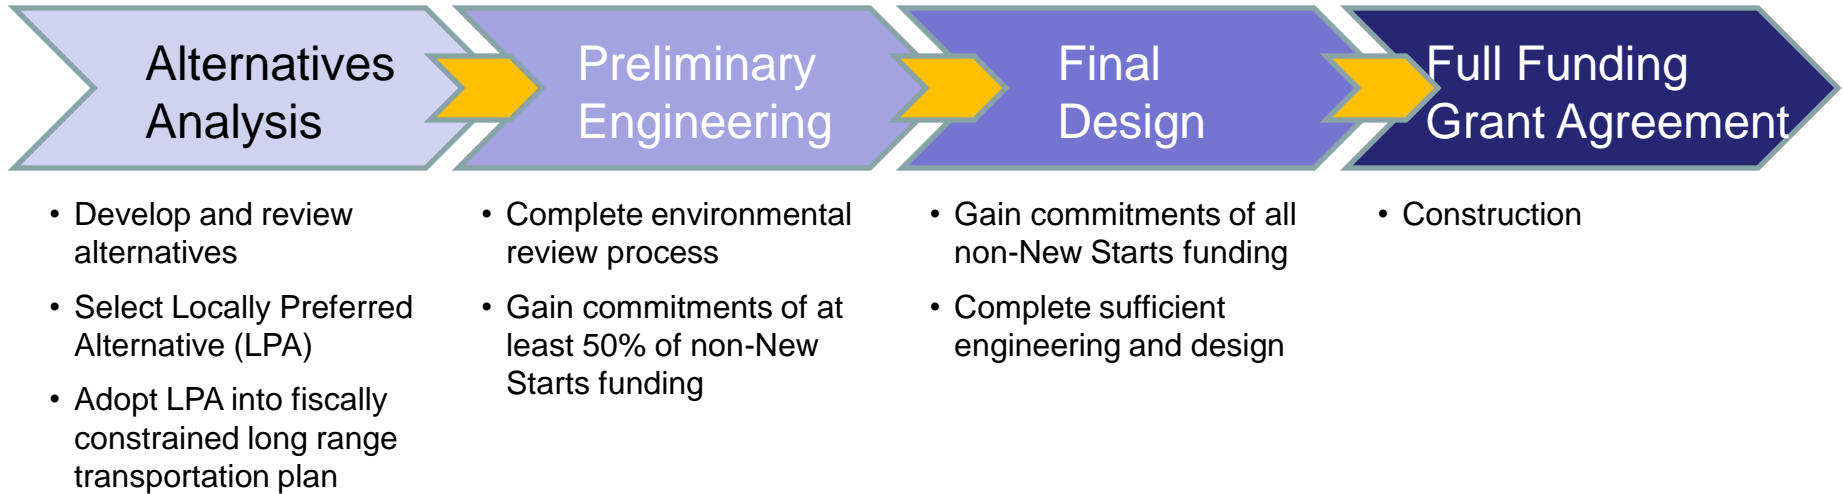 Alternatives
Analysis
Preliminary
Engineering
Final
Design
Full Funding
Grant Agreement
• Develop and review
alternatives
• Select Locally Preferred
Alternative (LPA)
• Adopt LPA into fiscally
constrained long range
transportation plan
• Complete environmental
review process
• Gain commitments of at
least 50% of non-New
Starts funding
• Gain commitments of all
non-New Starts funding
• Complete sufficient
engineering and design
• Construction